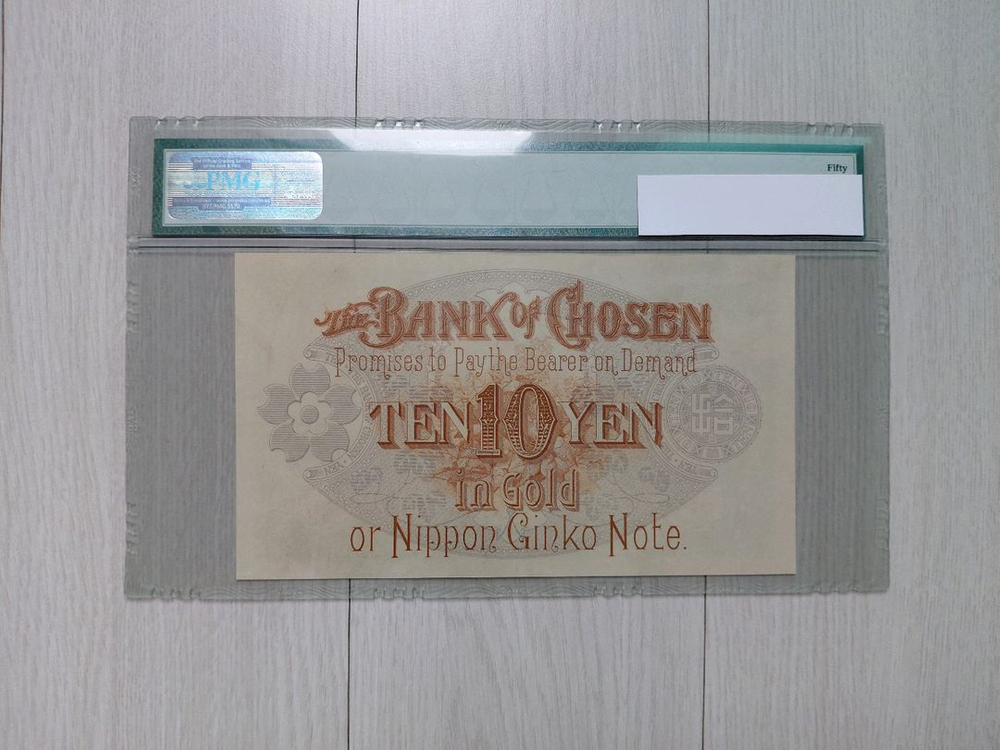 PMG
Fifty
The BANK of CHOSEN
Promises to Pay the Bearer on Demand
TEN 10 YEN
in Gold
or Nippon Ginko Note.